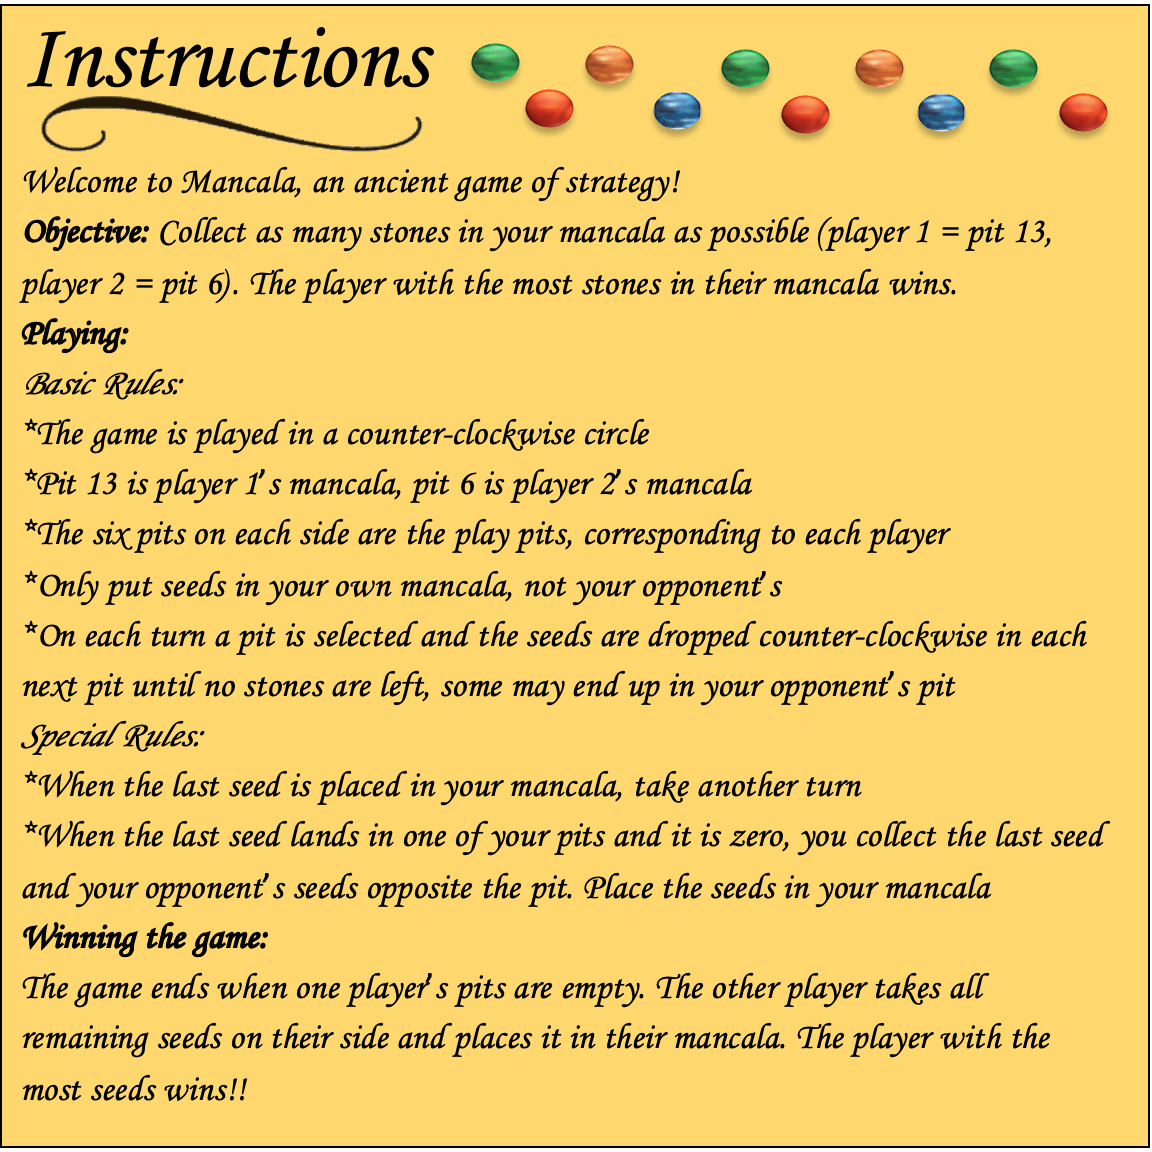 Instructions
Welcome to Mancala, an ancient game of strategy!
Objective: Collect as many stones in your mancala as possible (player 1 = pit 13,
player 2 = pit 6). The player with the most stones in their mancala wins.
Playing:
Basic Rules:
*The game is played in a counter-clockwise circle
*Pit 13 is player 1's mancala, pit 6 is player 2's mancala
*The six pits on each side are the play pits, corresponding to each player
*Only put seeds in your own mancala, not your opponent's
*On each turn a pit is selected and the seeds are dropped counter-clockwise in each
next pit until no stones are left, some may end up in your opponent's pit
Special Rules:
*When the last seed is placed in your mancala, take another turn
*When the last seed lands in one of your pits and it is zero, you collect the last seed
and your opponent's seeds opposite the pit. Place the seeds in your mancala
Winning the game:
The game ends when one player's pits are empty. The other player takes all
remaining seeds on their side and places it in their mancala. The player with the
most seeds wins!!